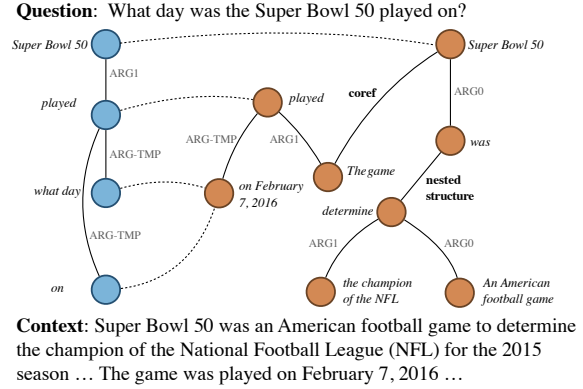 Question: What day was the Super Bowl 50 played on?
Super Bowl 50
Super Bowl 50
ARG1
coref
ARG0
played
played
ARG-TMP
ARG1
was
ARG-TMP
The game
nested
structure
what day
on February
7, 2016
determine
ARG-TMP
ARG1
ARG0
on
the champion
of the NFL
An American
football game
Context: Super Bowl 50 was an American football game to determine
the champion of the National Football League (NFL) for the 2015
season … The game was played on February 7, 2016 …